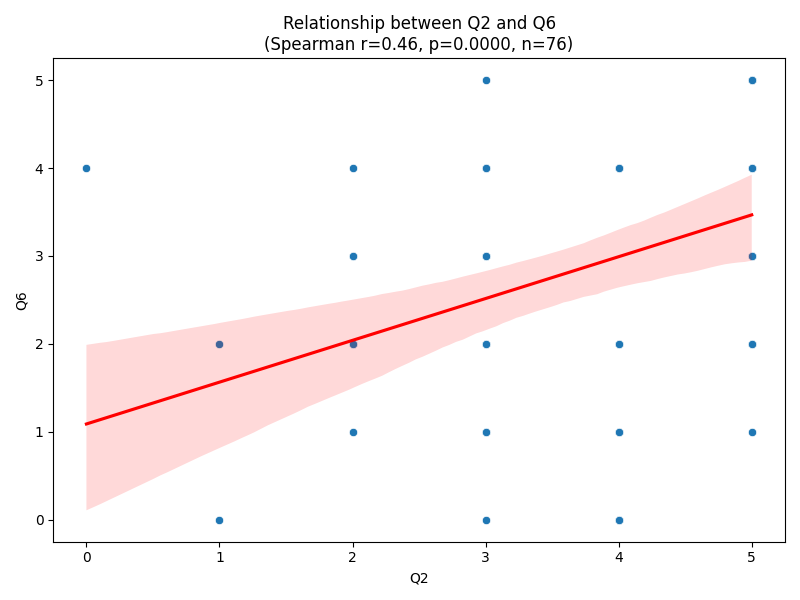 Relationship between Q2 and Q6
(Spearman r=0.46, p=0.0000, n=76)
5
4
3
2
1
0
Q6
0 1 2 3 4 5
Q2